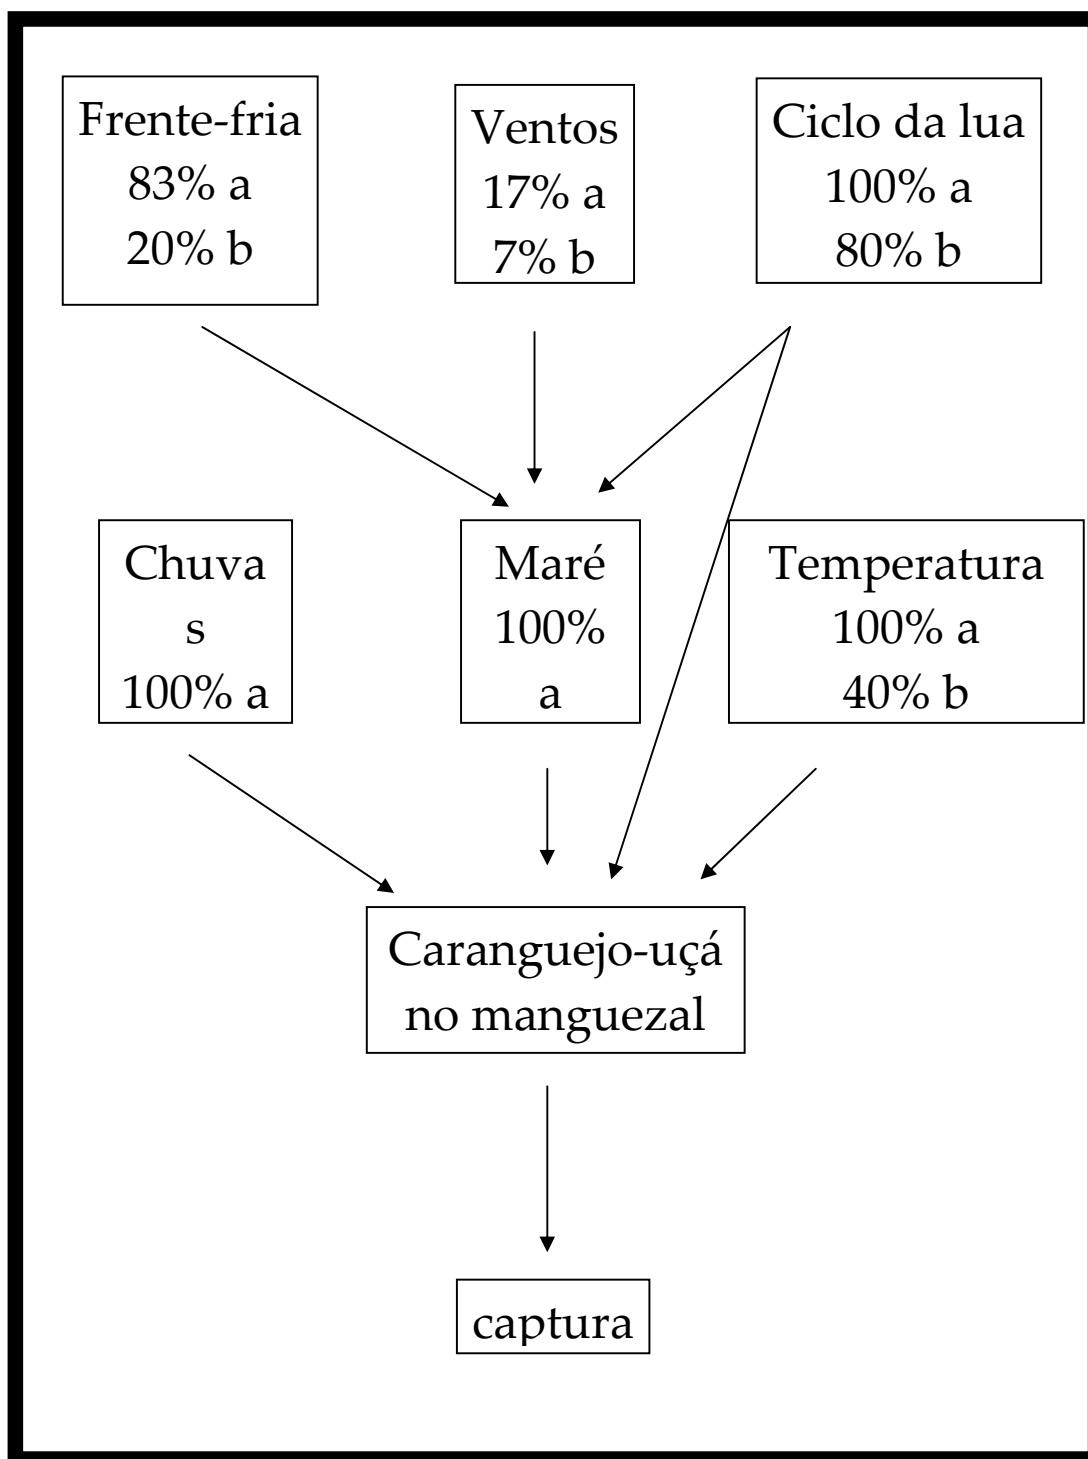 Frente-fria
83% a
20% b
Ventos
17% a
7% b
Ciclo da lua
100% a
80% b
Chuva
s
100% a
Maré
100%
a
Temperatura
100% a
40% b
Caranguejo-uçá
no manguezal
captura